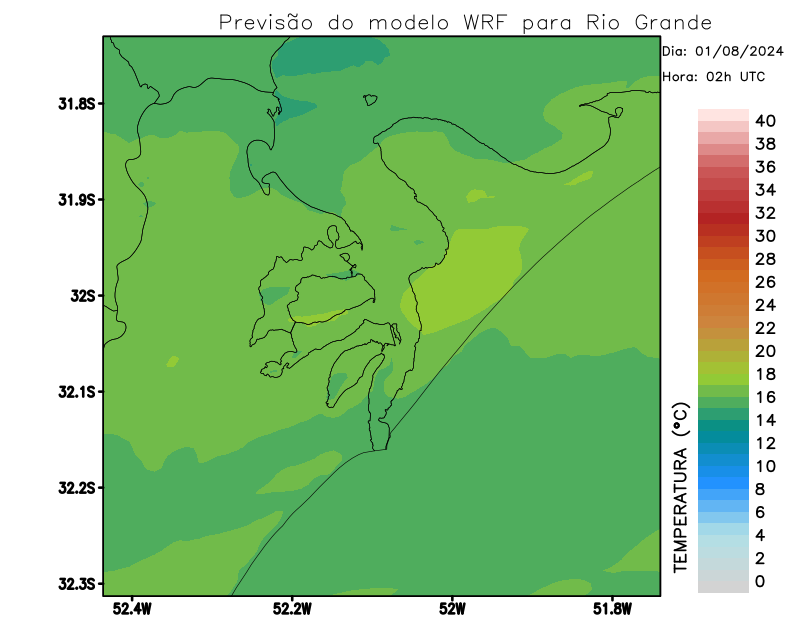 Previsão do modelo WRF para Rio Grande
Dia: 01/08/2024
Hora: 02h UTC
31.8S
31.9S
32S
32.1S
32.2S
32.3S
52.4W
52.2W
52W
51.8W
TEMPERATURA (°C)
40
38
36
34
32
30
28
26
24
22
20
18
16
14
12
10
8
6
4
2
0